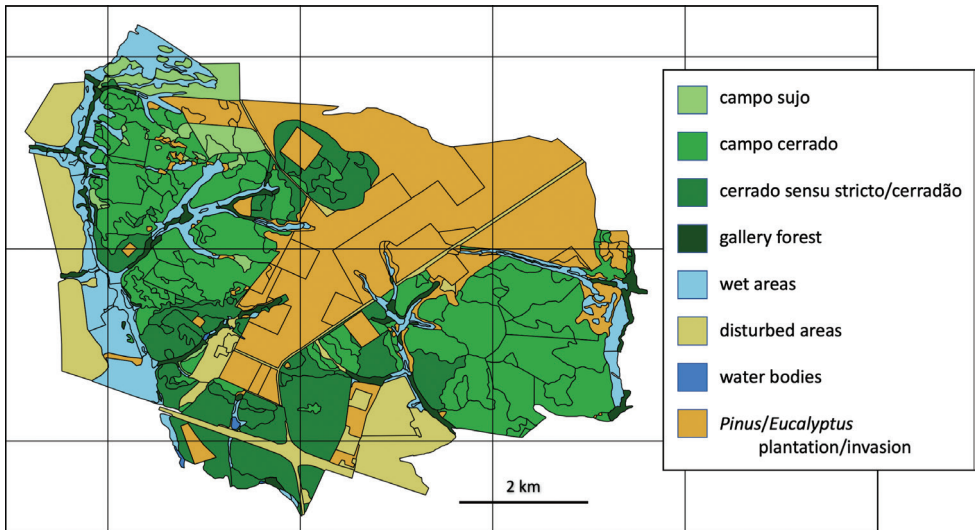 campo sujo
campo cerrado
cerrado sensu stricto/cerradão
gallery forest
wet areas
disturbed areas
water bodies
Pinus/Eucalyptus
plantation/invasion
2 km